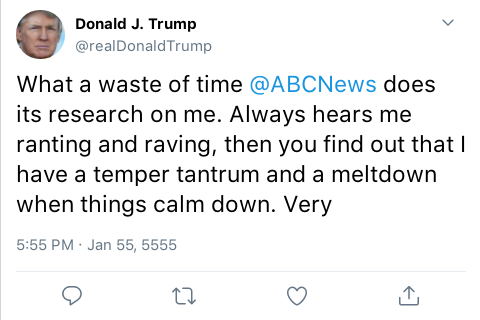 Donald J. Trump
@realDonaldTrump
What a waste of time @ABCNews does
its research on me. Always hears me
ranting and raving, then you find out that I
have a temper tantrum and a meltdown
when things calm down. Very
5:55 PM · Jan 55, 5555